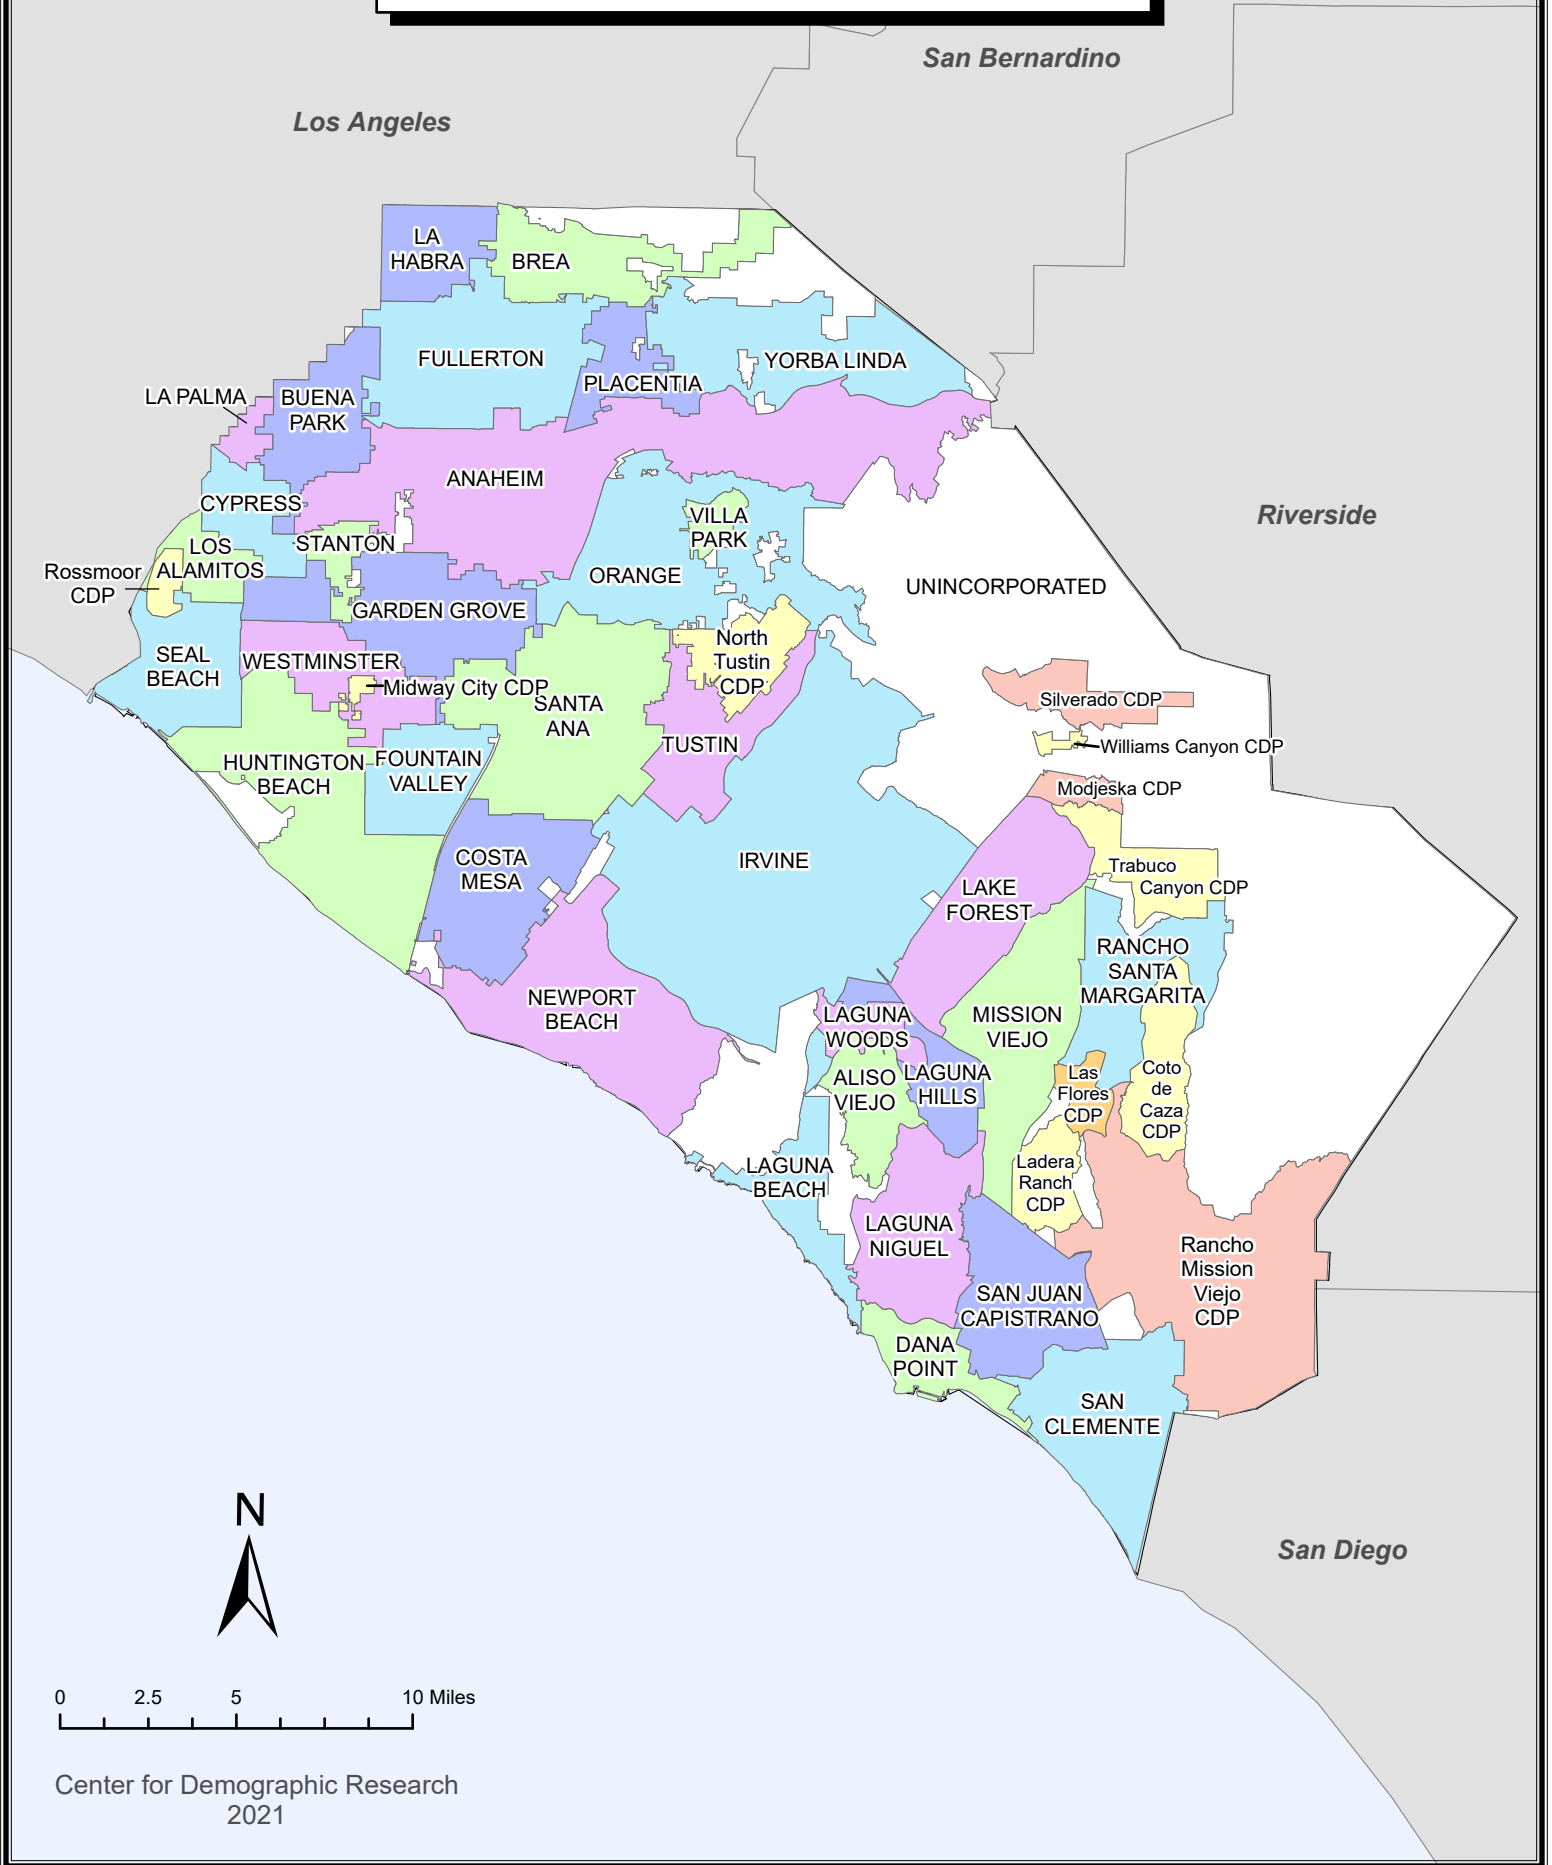 San Bernardino
Los Angeles
LA
HABRA
BREA
FULLERTON
YORBA LINDA
PLACENTIA
LA PALMA
BUENA
PARK
ANAHEIM
CYPRESS
VILLA
PARK
Riverside
STANTON
LOS
ALAMITOS
Rossmoor
CDP
ORANGE
UNINCORPORATED
GARDEN GROVE
SEAL
BEACH
WESTMINSTER
North
Tustin
CDP
Midway City CDP
SANTA
ANA
Silverado CDP
TUSTIN
Williams Canyon CDP
HUNTINGTON
BEACH
FOUNTAIN
VALLEY
Modjeska CDP
COSTA
MESA
IRVINE
Trabuco
Canyon CDP
LAKE
FOREST
RANCHO
SANTA
MARGARITA
NEWPORT
BEACH
LAGUNA
WOODS
MISSION
VIEJO
ALISO
VIEJO
LAGUNA
HILLS
Las
Flores
CDP
Coto
de
Caza
CDP
LAGUNA
BEACH
Ladera
Ranch
CDP
LAGUNA
NIGUEL
Rancho
Mission
Viejo
CDP
SAN JUAN
CAPISTRANO
DANA
POINT
SAN
CLEMENTE
N
San Diego
0 2.5 5 10 Miles
Center for Demographic Research
2021